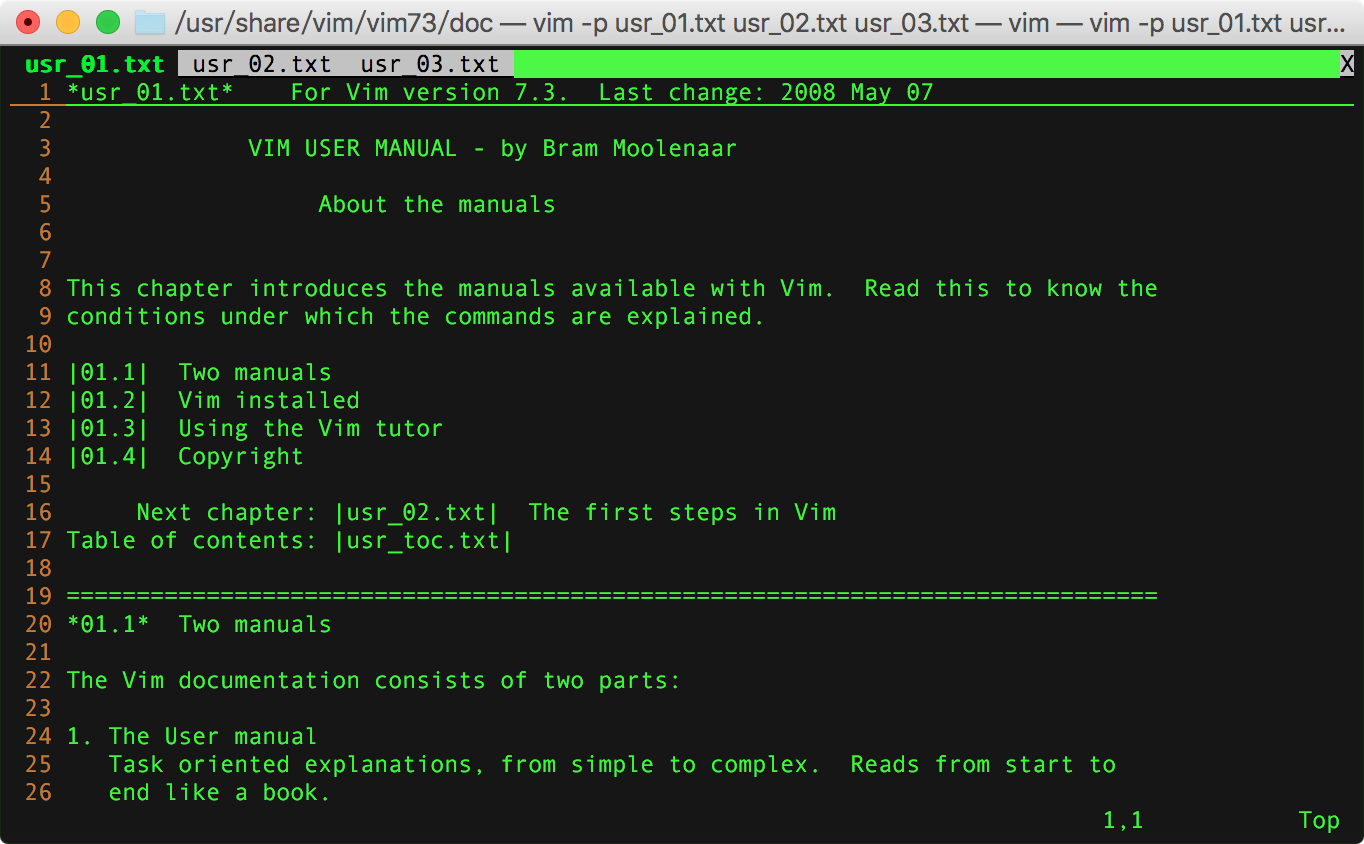 /usr/share/vim/vim73/doc — vim -p usr_01.txt usr_02.txt usr_03.txt — vim — vim -p usr_01.txt usr...
usr_01.txt usr_02.txt usr_03.txt X
1 *usr_01.txt* For Vim version 7.3. Last change: 2008 May 07
2
3 VIM USER MANUAL - by Bram Moolenaar
4
5 About the manuals
6
7
8 This chapter introduces the manuals available with Vim. Read this to know the
9 conditions under which the commands are explained.
10
11 |01.1| Two manuals
12 |01.2| Vim installed
13 |01.3| Using the Vim tutor
14 |01.4| Copyright
15
16 Next chapter: |usr_02.txt| The first steps in Vim
17 Table of contents: |usr_toc.txt|
18
19 ==============================================================================
20 *01.1* Two manuals
21
22 The Vim documentation consists of two parts:
23
24 1. The User manual
25 Task oriented explanations, from simple to complex. Reads from start to
26 end like a book.
1,1 Top